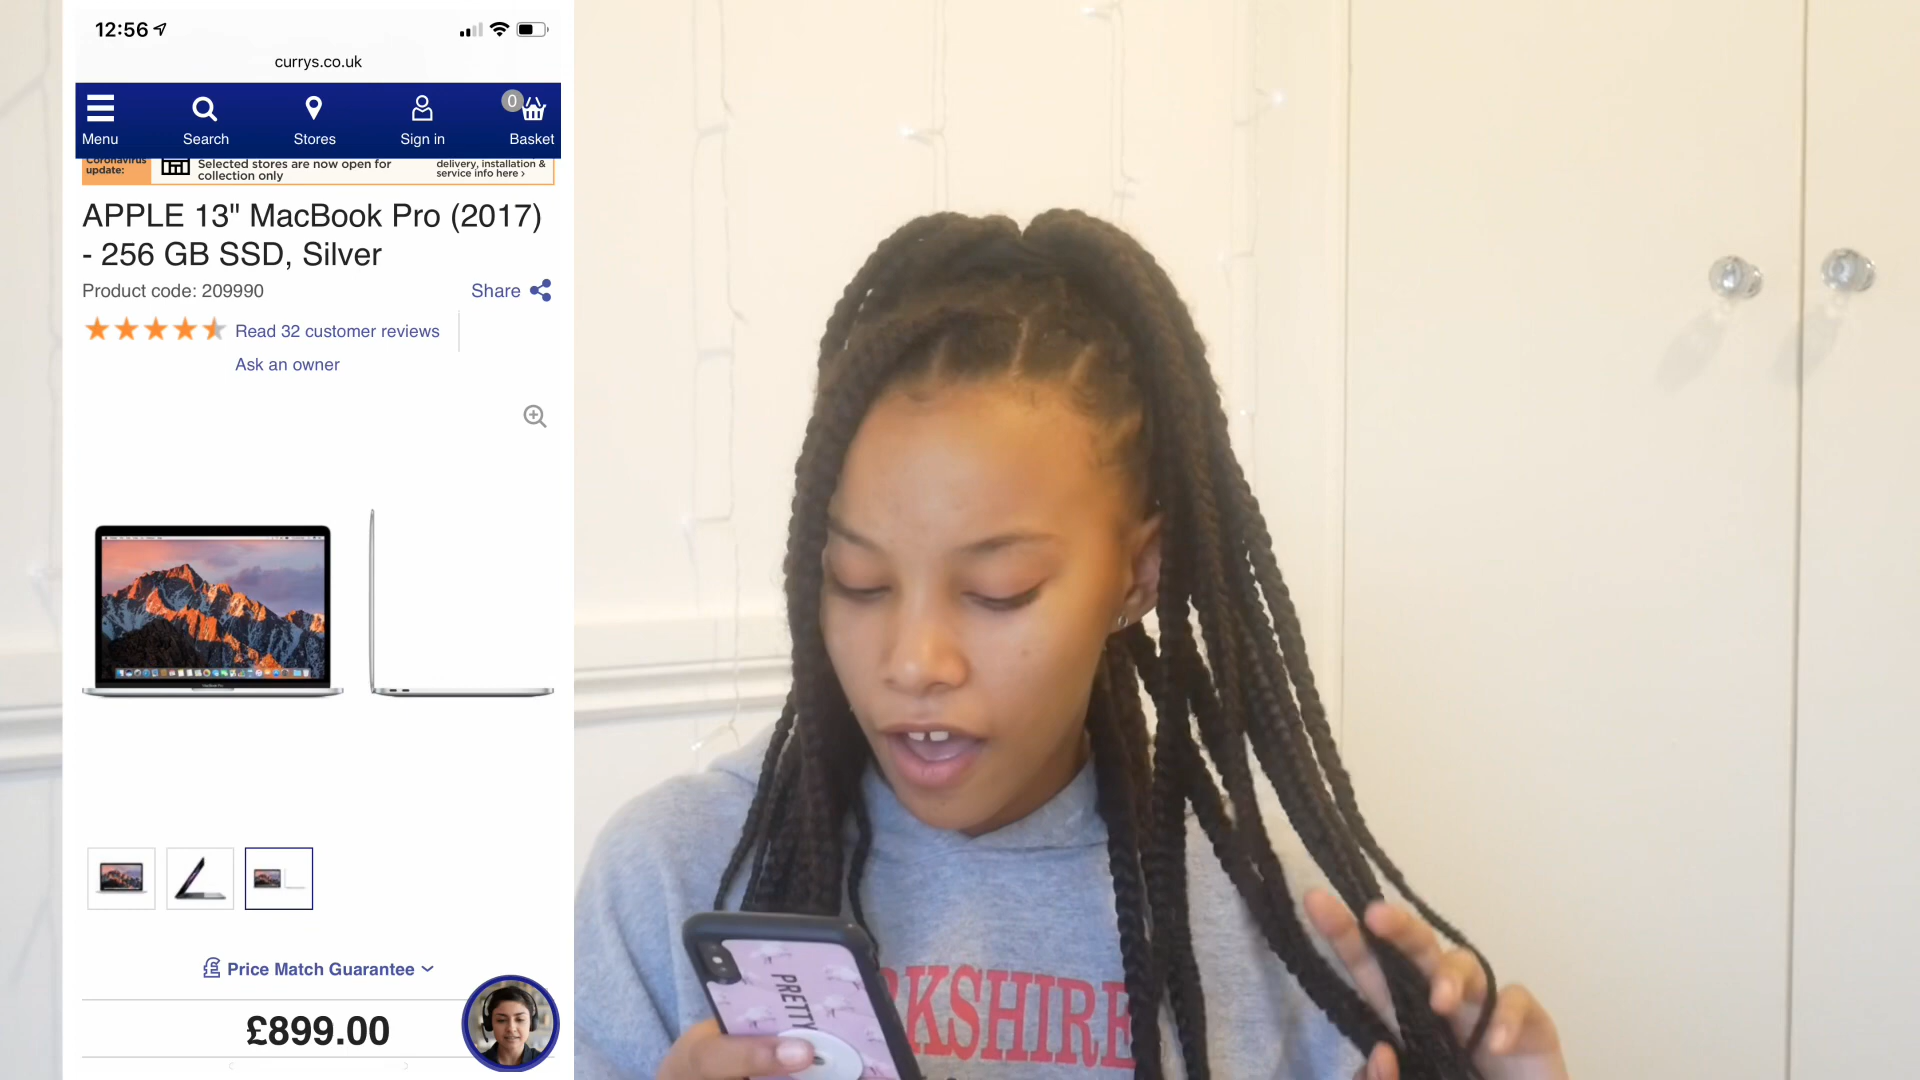 12:56
currys.co.uk
0
Menu
Search
Stores
Sign in
Basket
Coronavirus
update:
Selected stores are now open for
collection only
delivery, installation &
service info here >
APPLE 13" MacBook Pro (2017)
- 256 GB SSD, Silver
Product code: 209990
Share
Read 32 customer reviews
Ask an owner
Price Match Guarantee
£899.00
PRETTY
RKSHIRE